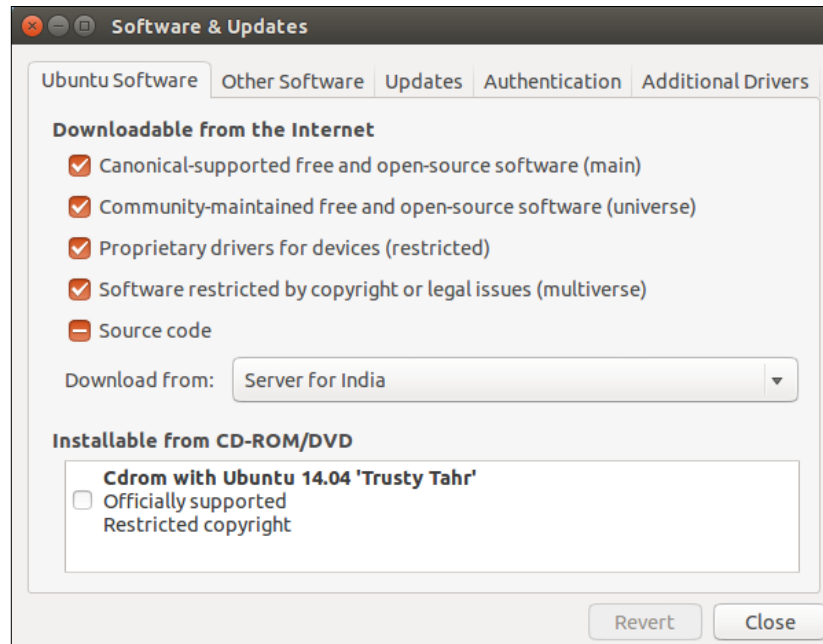 Software & Updates
Ubuntu Software
Other Software
Updates
Authentication
Additional Drivers
Downloadable from the Internet
Canonical-supported free and open-source software (main)
Community-maintained free and open-source software (universe)
Proprietary drivers for devices (restricted)
Software restricted by copyright or legal issues (multiverse)
Source code
Download from:
Server for India
Installable from CD-ROM/DVD
Cdrom with Ubuntu 14.04 'Trusty Tahr'
Officially supported
Restricted copyright
Revert
Close